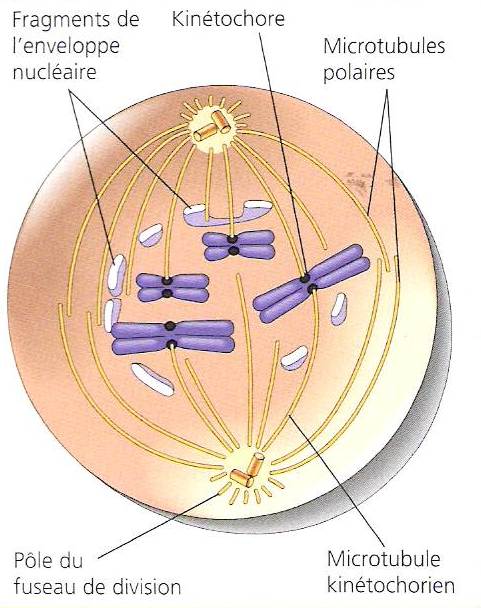 Fragments de
l'enveloppe
nucléaire
Kinétochore
Microtubules
polaires
Pôle du
fuseau de division
Microtubule
kinétochorien